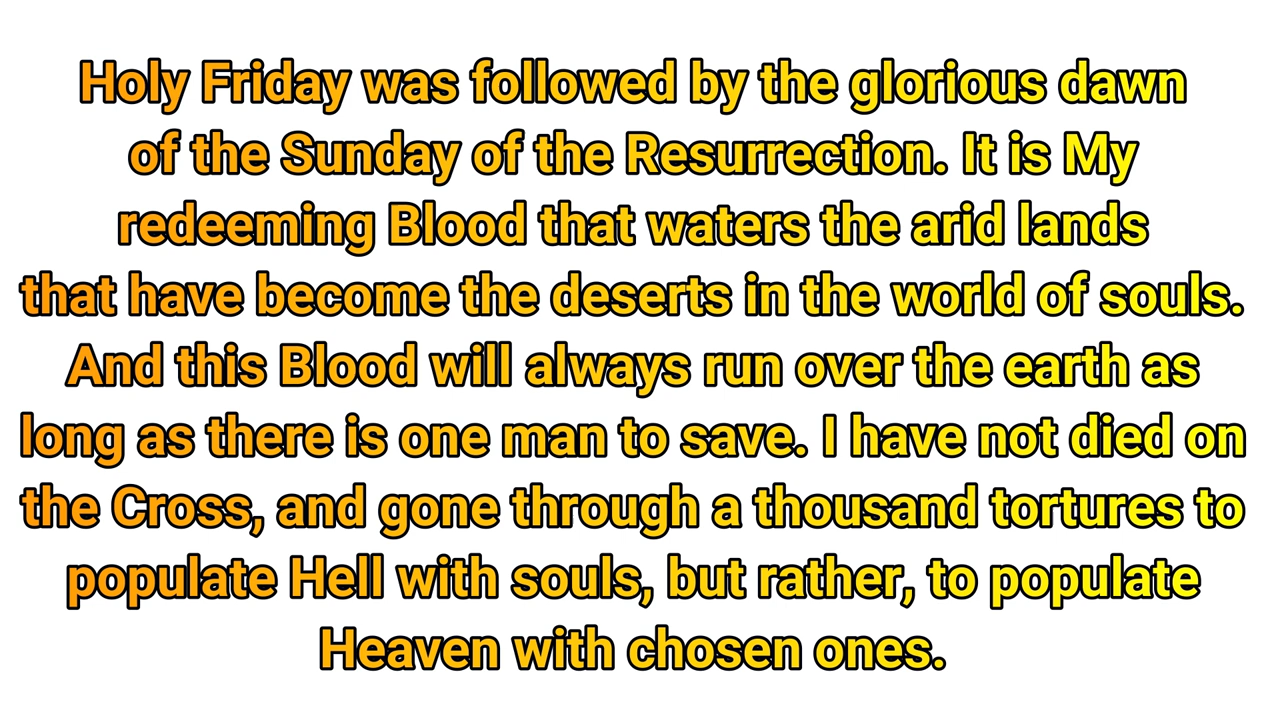 Holy Friday was followed by the glorious dawn
of the Sunday of the Resurrection. It is My
redeeming Blood that waters the arid lands
that have become the deserts in the world of souls.
And this Blood will always run over the earth as
long as there is one man to save. I have not died on
the Cross, and gone through a thousand tortures to
populate Hell with souls, but rather, to populate
Heaven with chosen ones.